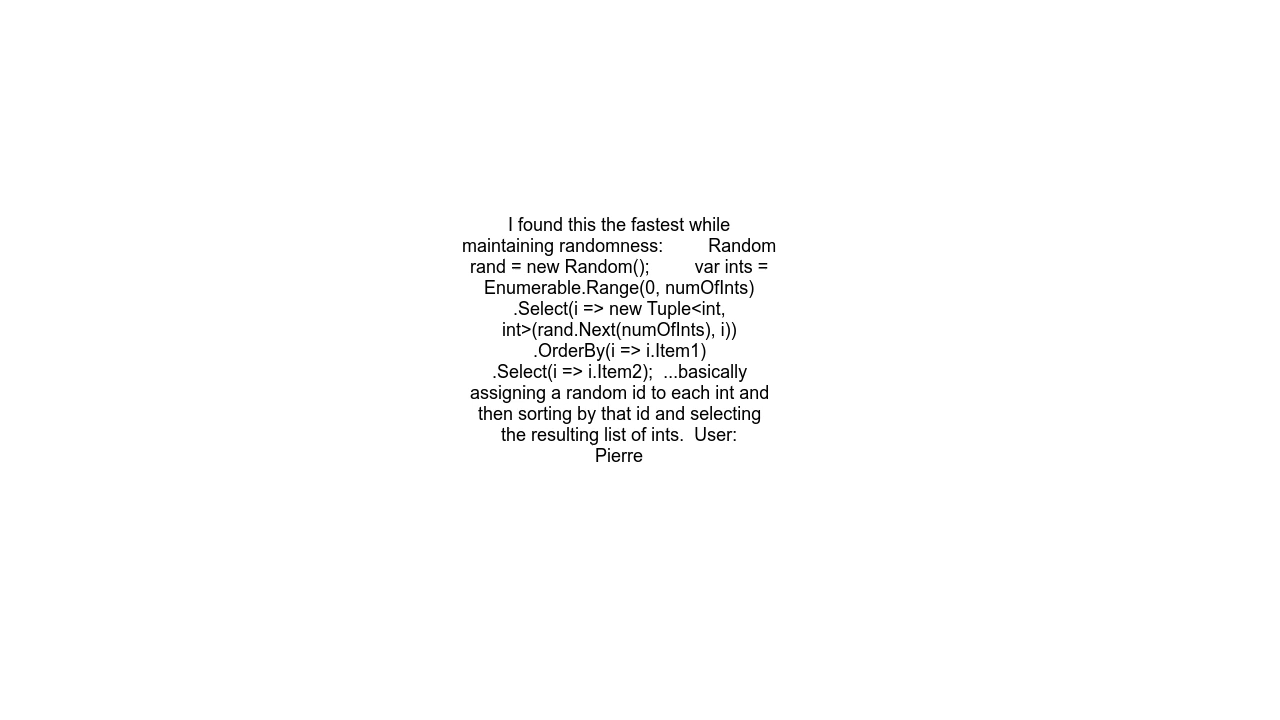 I found this the fastest while
maintaining randomness:         Random
rand = new Random();         var ints =
Enumerable.Range(0, numOfInts)
.Select(i => new Tuple<int,
int>(rand.Next(numOfInts), i))
.OrderBy(i => i.Item1)
.Select(i => i.Item2);  ...basically
assigning a random id to each int and
then sorting by that id and selecting
the resulting list of ints.  User:
Pierre